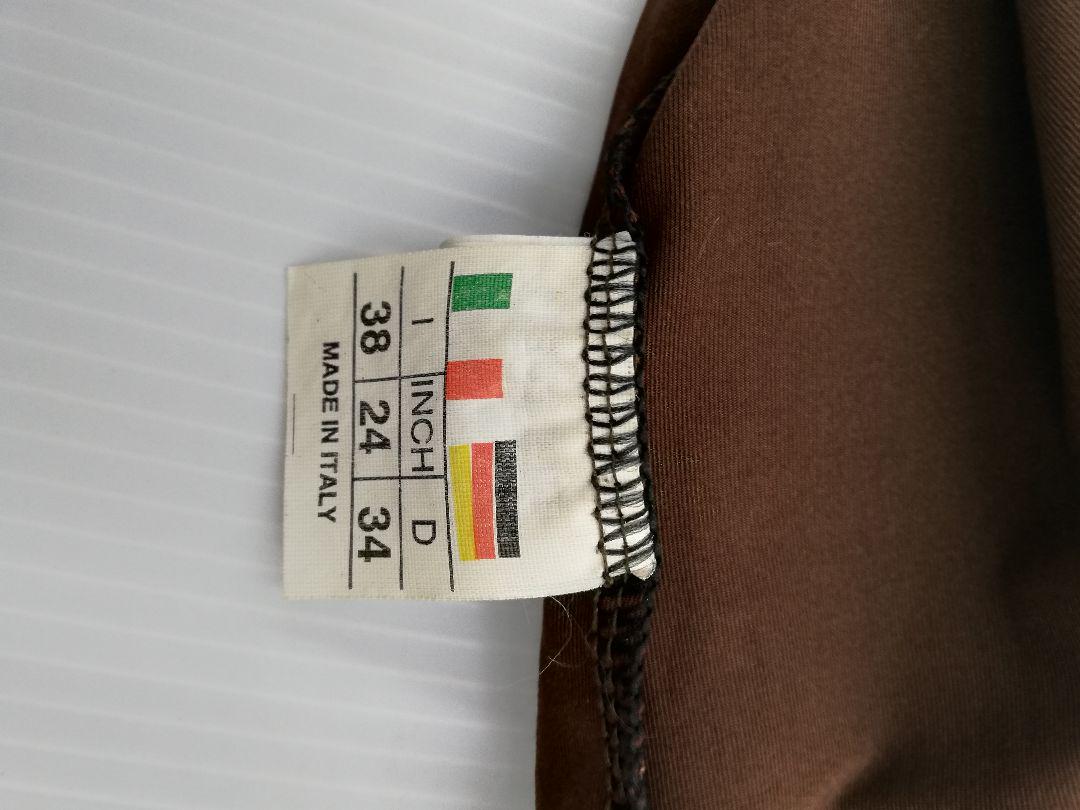 I INCH D
38 24 34
MADE IN ITALY